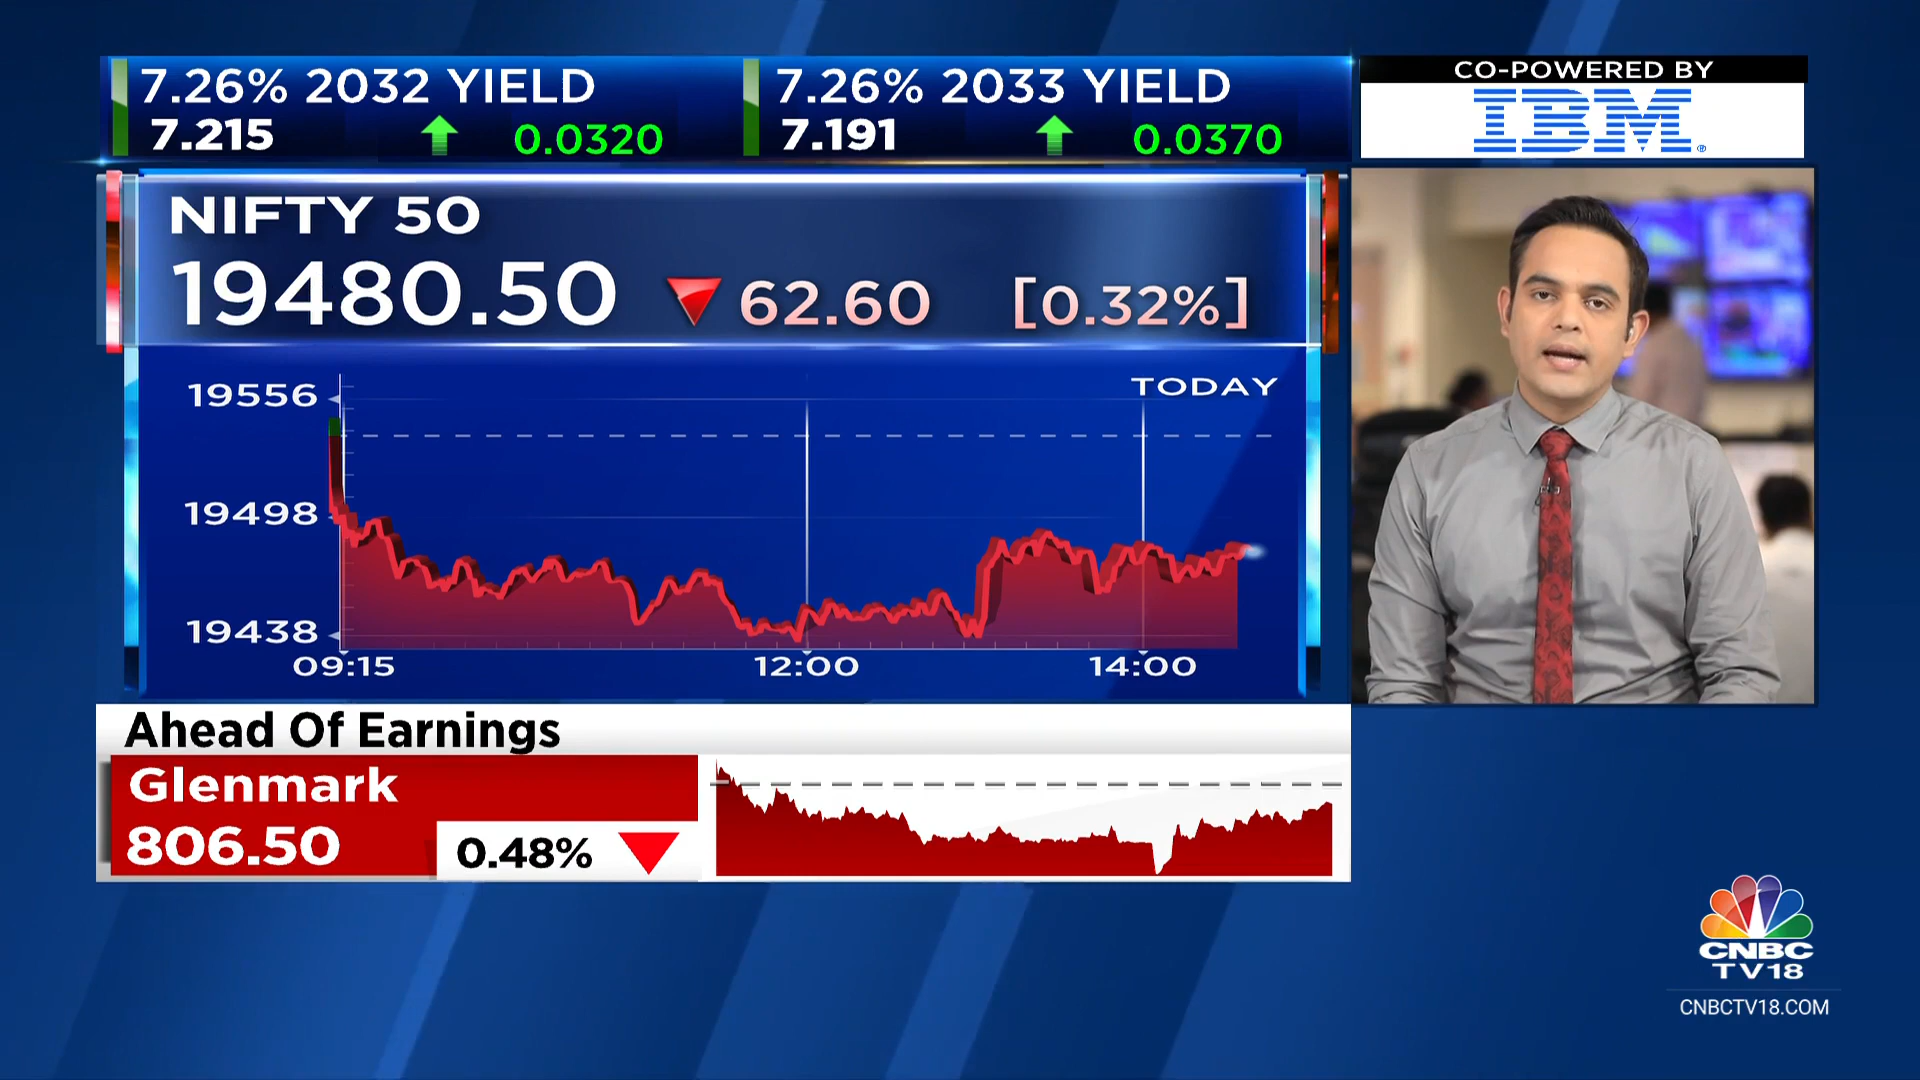 7.26% 2032 YIELD
7.215 0.0320
7.26% 2033 YIELD
7.191 0.0370
CO-POWERED BY
IBM®
NIFTY 50
19480.50 62.60 [0.32%]
TODAY
19556
19498
19438
09:15 12:00 14:00
Ahead Of Earnings
Glenmark
806.50 0.48%
CNBC
TV18
CNBCTV18.COM